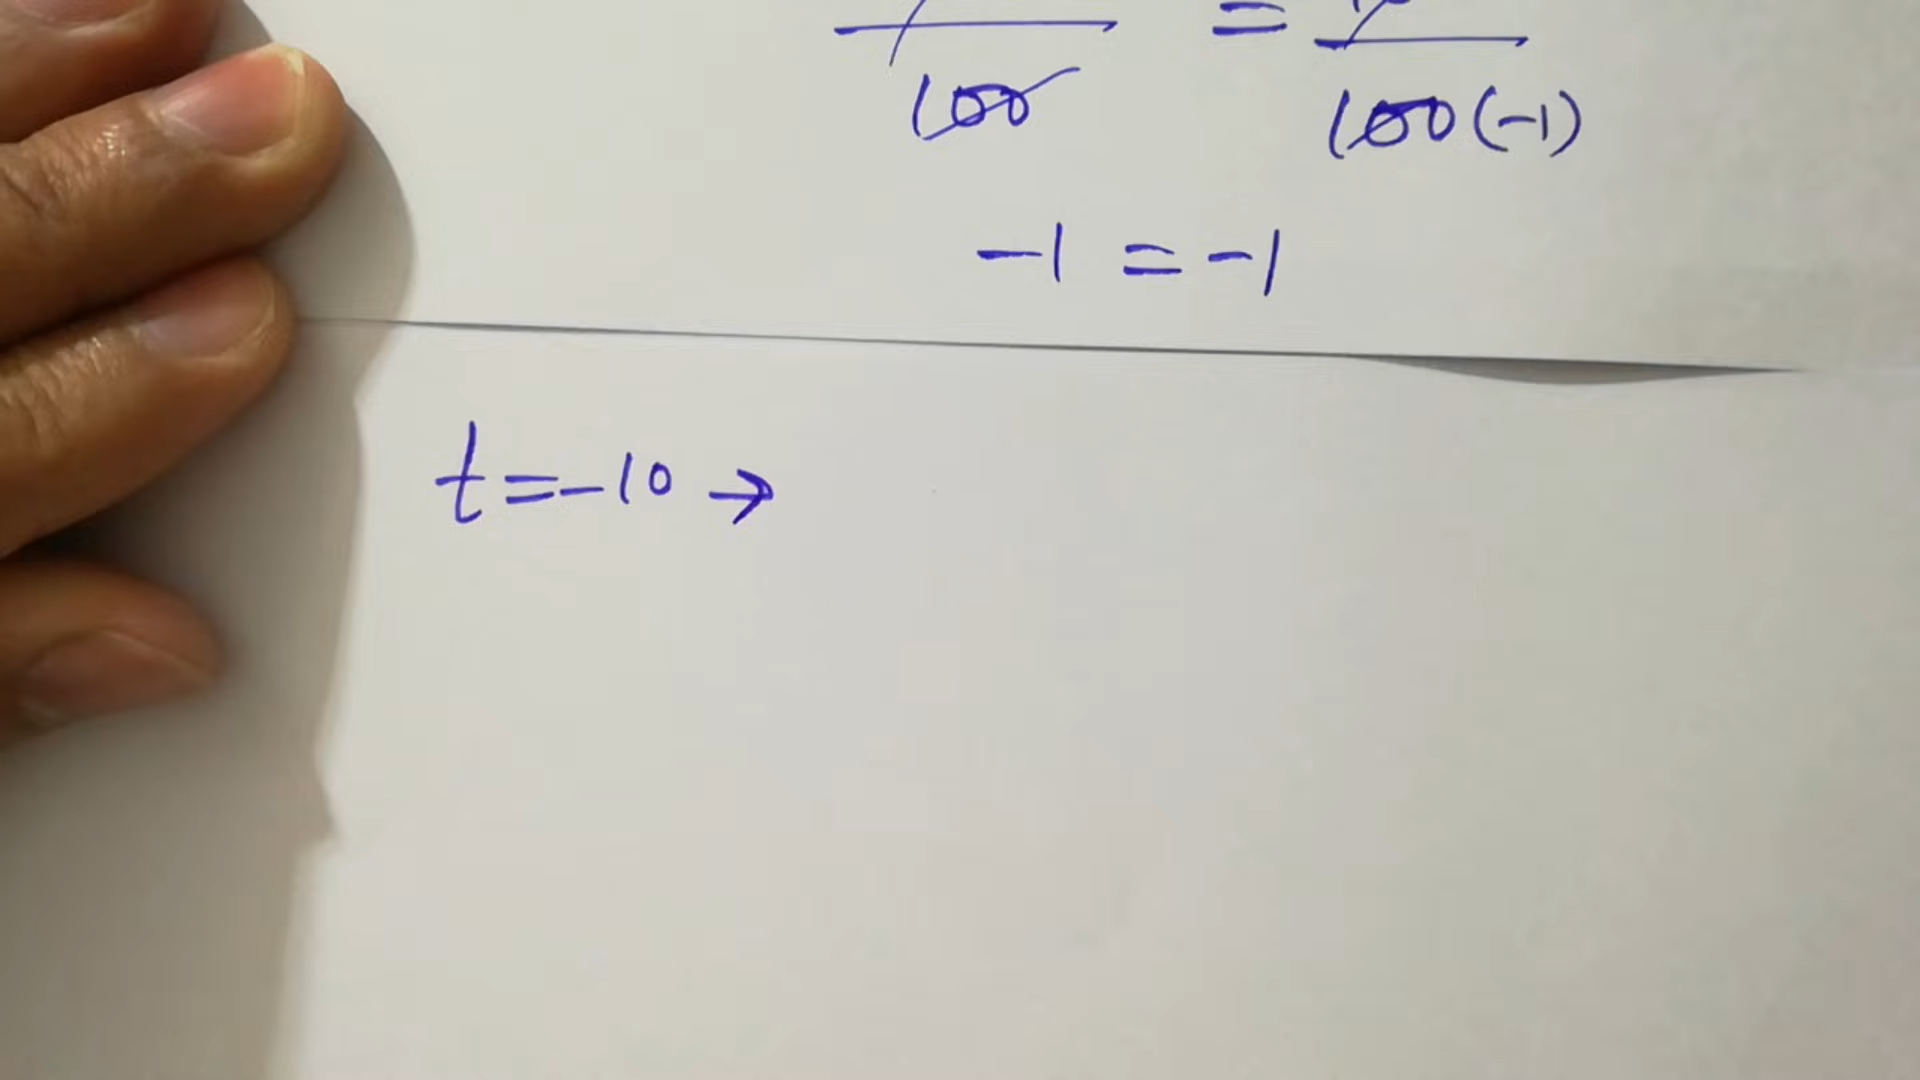 =
100 100(-1)
-1 = -1
t=-10 →